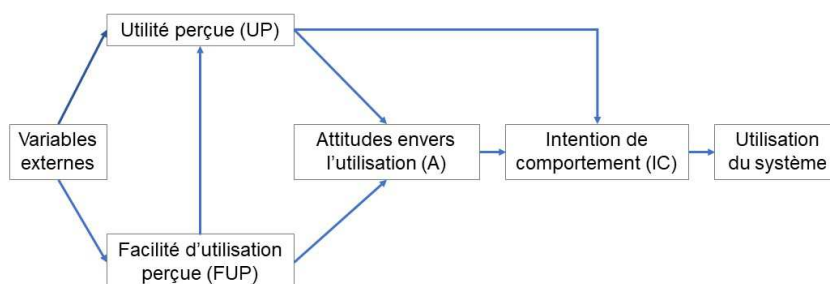 Utilité perçue (UP)
Variables
externes
Attitudes envers
l'utilisation (A)
Intention de
comportement (IC)
Utilisation
du système
Facilité d'utilisation
perçue (FUP)